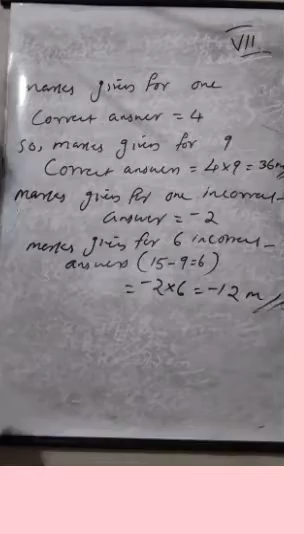 VII
marks given for one
Correct answer = 4
So, marks given for 9
Correct answers = 4×9 = 36m
marks given for one incorrect
answer = -2
marks given for 6 incorrect
answers (15-9=6)
= -2×6 = -12 m